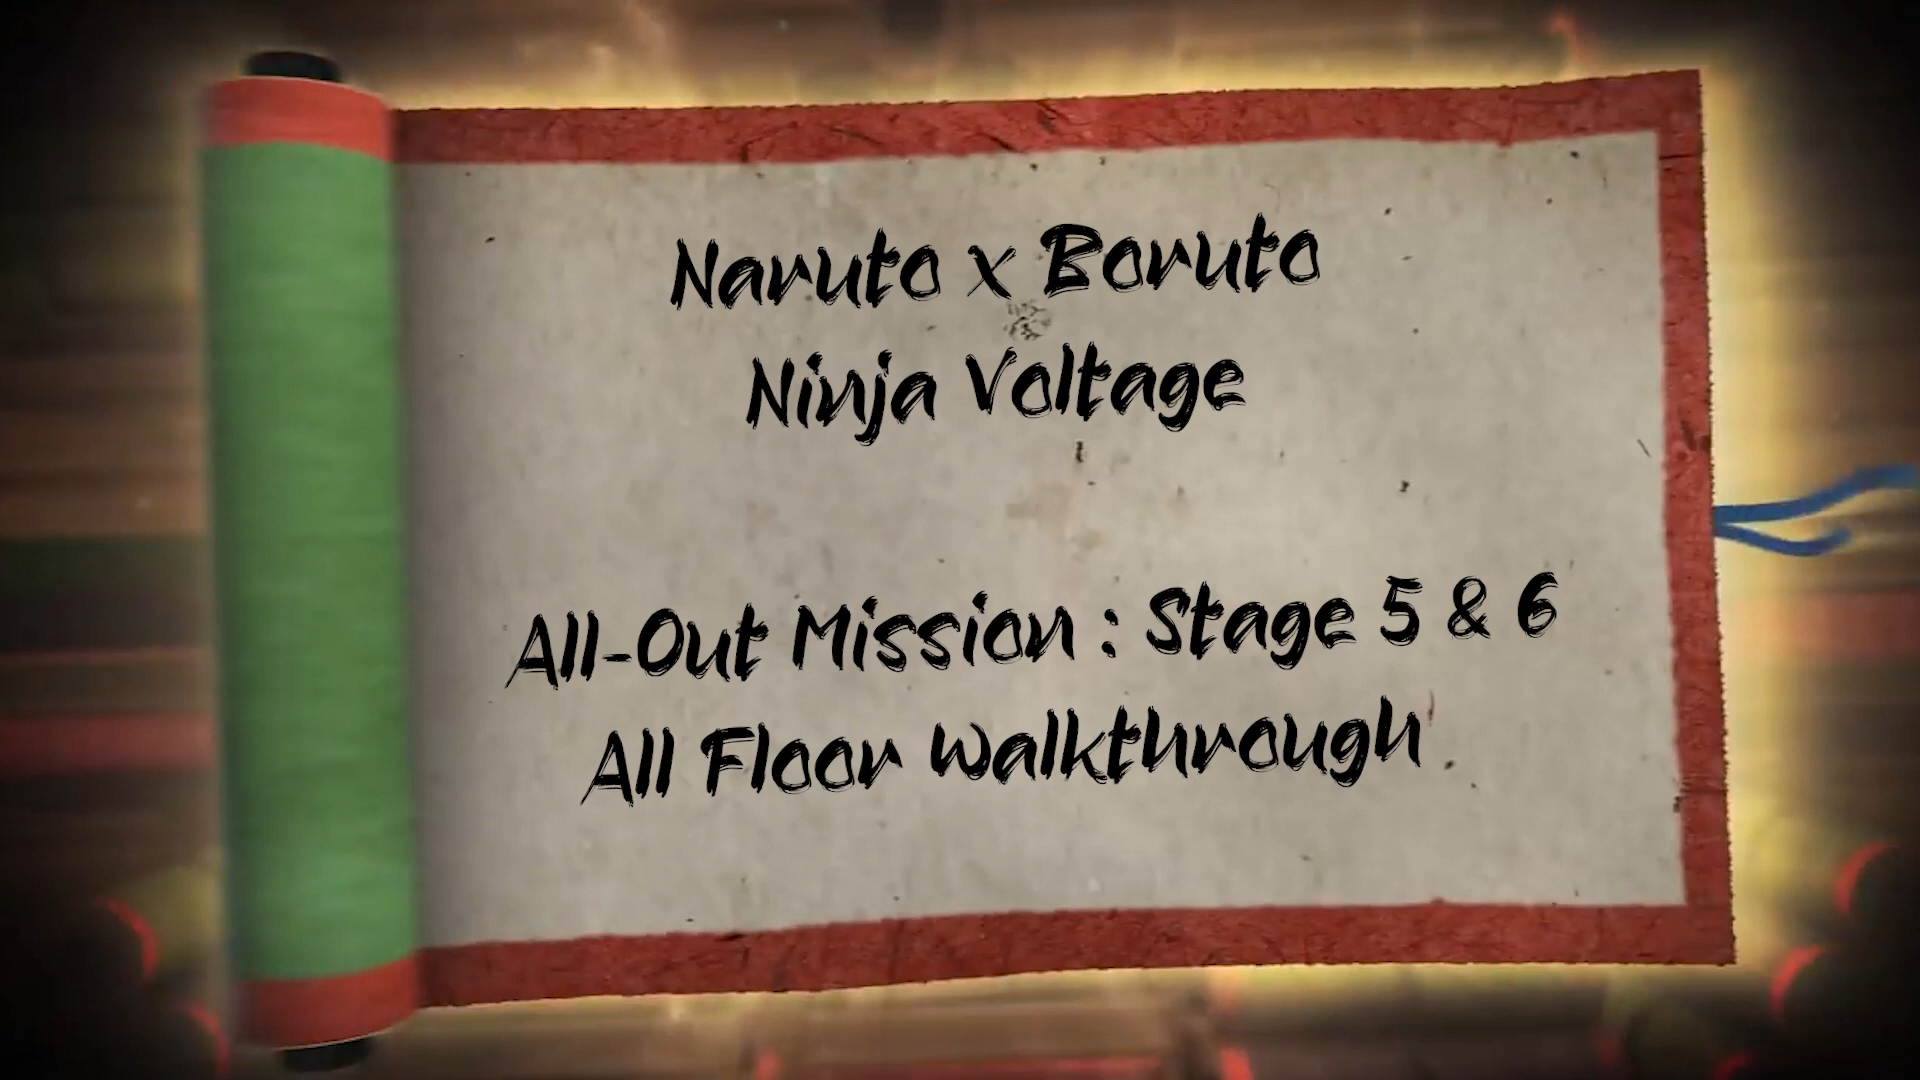 Naruto x Boruto
Ninja Voltage
All-Out Mission : Stage 5 & 6
All Floor Walkthrough